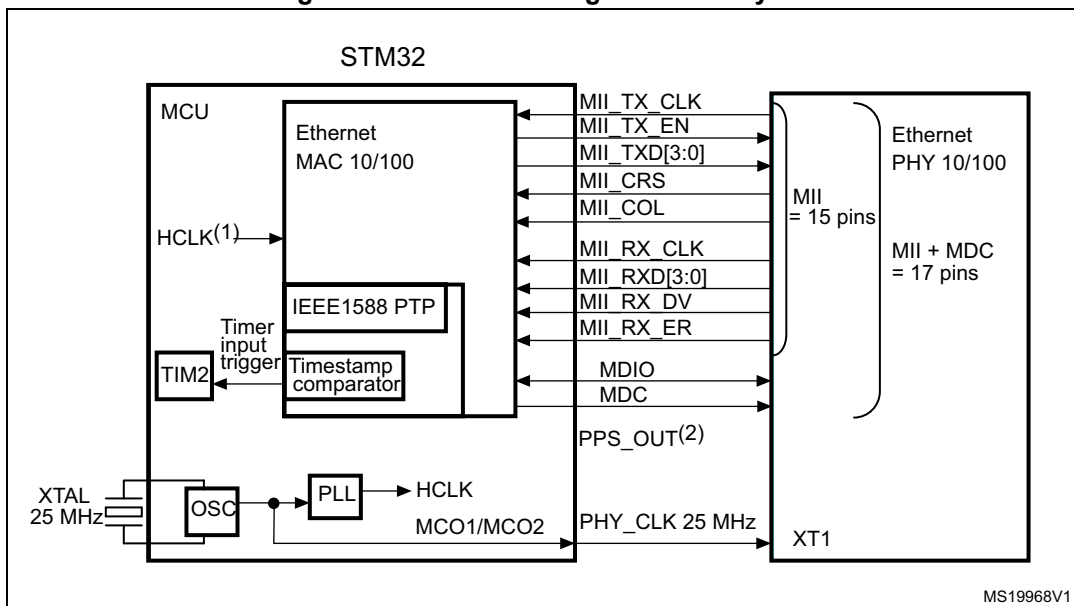 STM32
MCU
Ethernet
MAC 10/100
HCLK(1)
IEEE1588 PTP
Timer
input
trigger
Timestamp
comparator
TIM2
XTAL
25 MHz
OSC
PLL
HCLK
MCO1/MCO2
MII_TX_CLK
MII_TX_EN
MII_TXD[3:0]
MII_CRS
MII_COL
MII_RX_CLK
MII_RXD[3:0]
MII_RX_DV
MII_RX_ER
MDIO
MDC
PPS_OUT(2)
PHY_CLK 25 MHz
MII
= 15 pins
Ethernet
PHY 10/100
MII + MDC
= 17 pins
XT1
MS19968V1